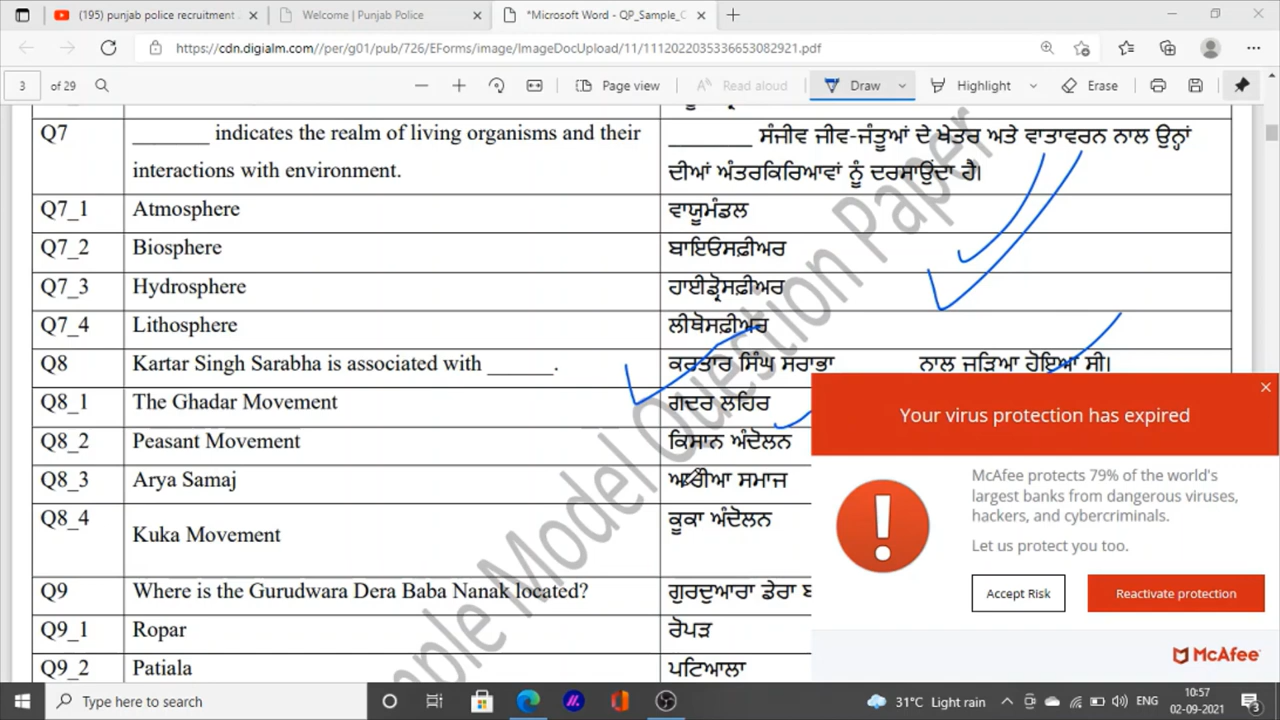 (195) punjab police recruitment
Welcome | Punjab Police
*Microsoft Word - QP_Sample_C
https://cdn.digialm.com//per/g01/pub/726/EForms/image/ImageDocUpload/11/1112022035336653082921.pdf
3 of 29 Page view Read aloud Draw Highlight Erase
Q7 _______ indicates the realm of living organisms and their interactions with environment.
_______ ਸੰਜੀਵ ਜੀਵ-ਜੰਤੂਆਂ ਦੇ ਖੇਤਰ ਅਤੇ ਵਾਤਾਵਰਨ ਨਾਲ ਉਨ੍ਹਾਂ
ਦੀਆਂ ਅੰਤਰਕਿਰਿਆਵਾਂ ਨੂੰ ਦਰਸਾਉਂਦਾ ਹੈ।
Q7_1 Atmosphere ਵਾਯੂਮੰਡਲ
Q7_2 Biosphere ਬਾਇਓਸਫ਼ੀਅਰ
Q7_3 Hydrosphere ਹਾਈਡ੍ਰੋਸਫ਼ੀਅਰ
Q7_4 Lithosphere ਲੀਥੋਸਫ਼ੀਅਰ
Q8 Kartar Singh Sarabha is associated with ______. ਕਰਤਾਰ ਸਿੰਘ ਸਰਾਭਾ ਨਾਲ ਜੜਿਆ ਹੋਇਆ ਸੀ।
Q8_1 The Ghadar Movement ਗਦਰ ਲਹਿਰ
Q8_2 Peasant Movement ਕਿਸਾਨ ਅੰਦੋਲਨ
Q8_3 Arya Samaj ਆਰੀਆ ਸਮਾਜ
Q8_4 Kuka Movement ਕੂਕਾ ਅੰਦੋਲਨ
Q9 Where is the Gurudwara Dera Baba Nanak located? ਗੁਰਦੁਆਰਾ ਡੇਰਾ
Q9_1 Ropar ਰੋਪੜ
Q9_2 Patiala ਪਟਿਆਲਾ
Model Question Paper
Your virus protection has expired
McAfee protects 79% of the world's
largest banks from dangerous viruses,
hackers, and cybercriminals.
Let us protect you too.
Accept Risk Reactivate protection
McAfee
Type here to search
31°C Light rain ENG 10:57
02-09-2021 3